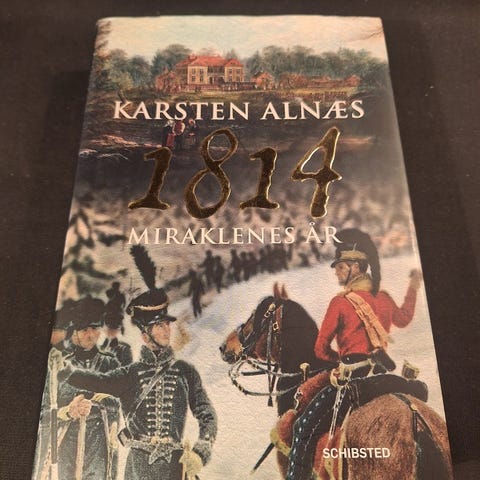 KARSTEN ALNÆS
1814
MIRAKLENES ÅR
SCHIBSTED